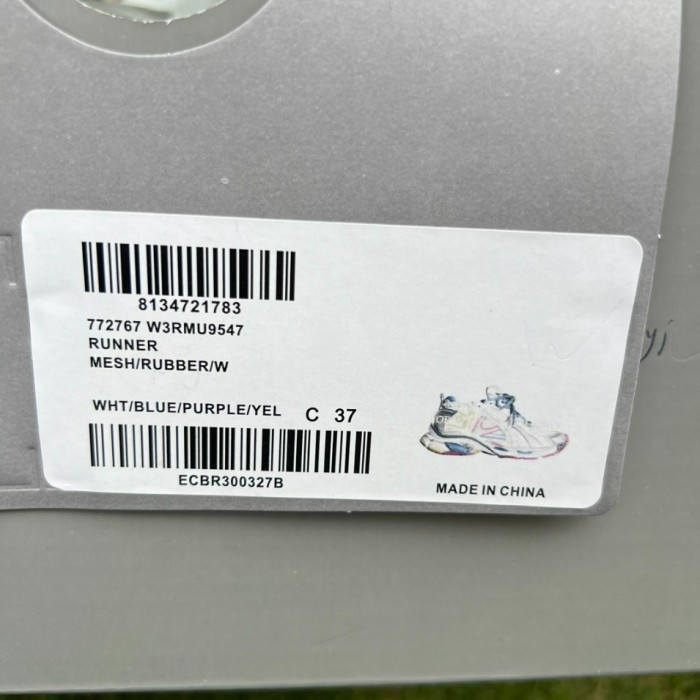 8134721783
772767 W3RMU9547
RUNNER
MESH/RUBBER/W
WHT/BLUE/PURPLE/YEL C 37
ECBR300327B
MADE IN CHINA